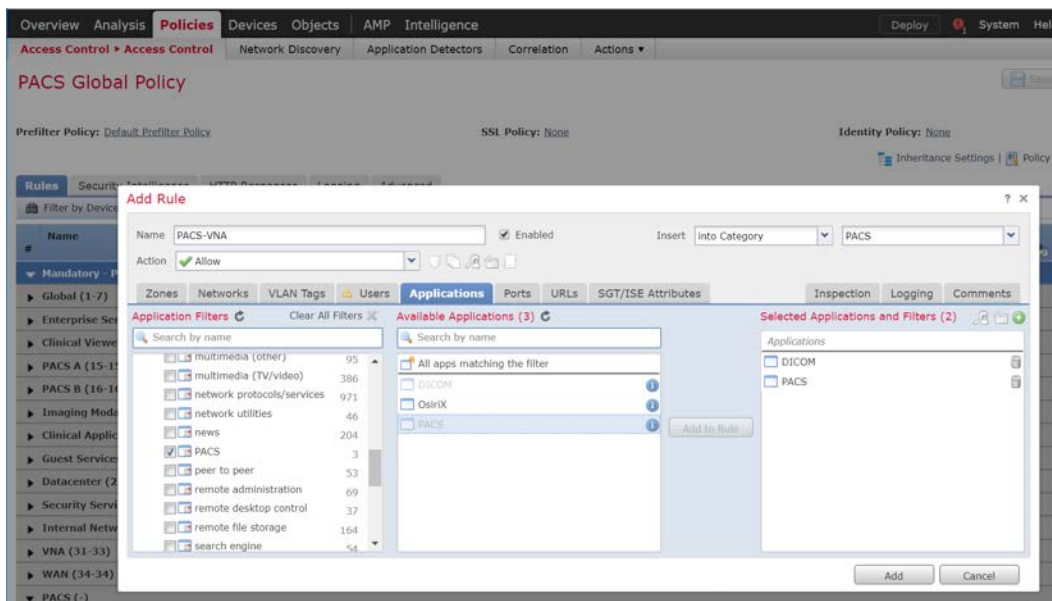 Overview Analysis Policies Devices Objects AMP Intelligence Deploy System Hel
Access Control ▸ Access Control Network Discovery Application Detectors Correlation Actions ▾
PACS Global Policy Save
Prefilter Policy: Default Prefilter Policy SSL Policy: None Identity Policy: None
Inheritance Settings | Policy
Rules
Filter by Device
Add Rule ? ×
Name
#
Name PACS-VNA Enabled Insert into Category PACS
Action Allow
Mandatory - P
Zones Networks VLAN Tags Users Applications Ports URLs SGT/ISE Attributes Inspection Logging Comments
Global (1-7)
Application Filters Clear All Filters Available Applications (3) Selected Applications and Filters (2)
Enterprise Ser
Search by name Search by name Applications
Clinical Viewe
multimedia (other) 95 All apps matching the filter DICOM
PACS A (15-15
multimedia (TV/video) 386 DICOM PACS
PACS B (16-16
network protocols/services 971 OsiriX
Imaging Moda
network utilities 46 PACS Add to Rule
Clinical Applic
news 204
PACS 3
Guest Service
peer to peer 53
Datacenter (2
remote administration 69
Security Servi
remote desktop control 37
Internal Netw
remote file storage 164
VNA (31-33)
search engine 54
WAN (34-34)
Add Cancel
PACS (-)